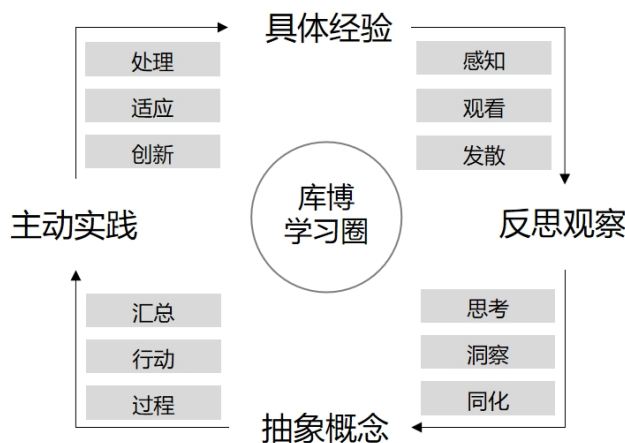 具体经验
处理
适应
创新
感知
观看
发散
库博
学习圈
主动实践
反思观察
汇总
行动
过程
思考
洞察
同化
抽象概念